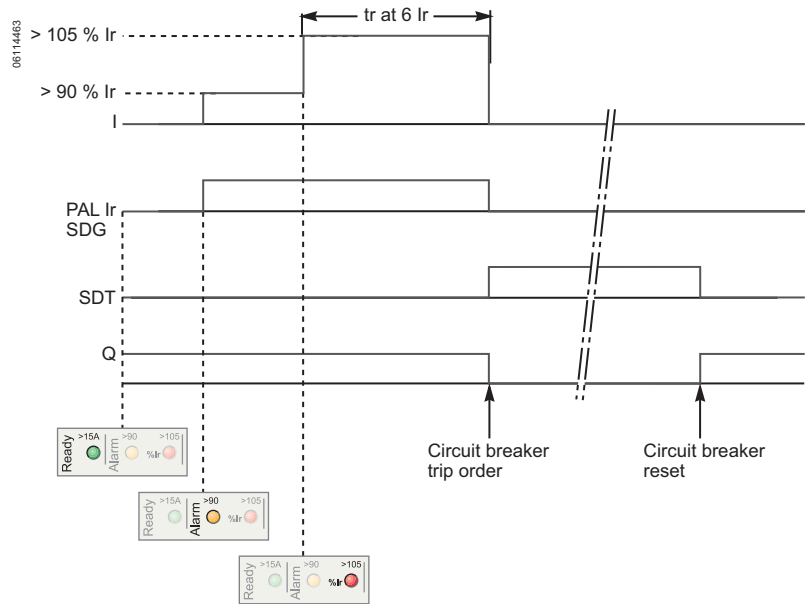 06114463
tr at 6 Ir
> 105 % Ir
> 90 % Ir
I
PAL Ir
SDG
SDT
Q
Circuit breaker
trip order
Circuit breaker
reset
Ready
>15A
Alarm
>90
%Ir
>105
Ready
>15A
Alarm
>90
%Ir
>105
Ready
>15A
Alarm
>90
%Ir
>105